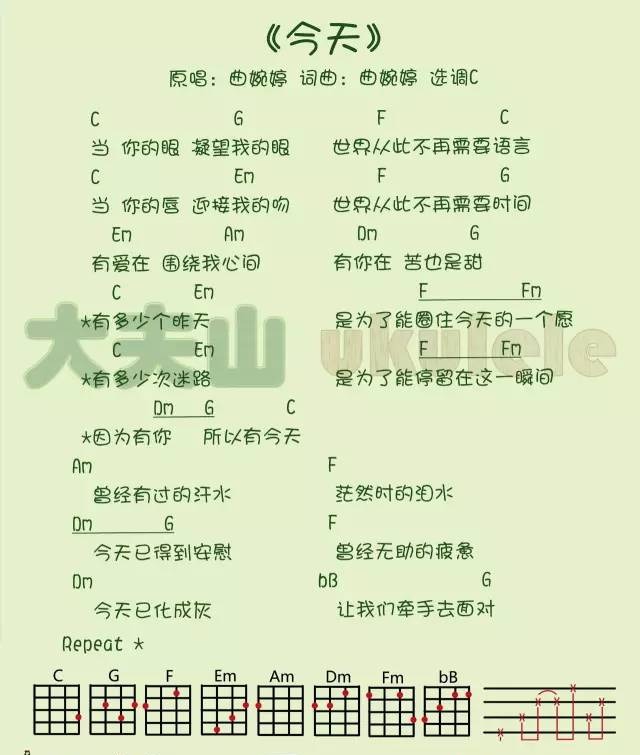 《今天》
原唱：曲婉婷 词曲：曲婉婷 选调C
C G F C
当 你的眼 凝望我的眼 世界从此不再需要语言
C Em F G
当 你的唇 迎接我的吻 世界从此不再需要时间
Em Am Dm G
有爱在 围绕我心间 有你在 苦也是甜
C Em F Fm
*有多少个昨天 是为了能圈住今天的一个愿
大夫山 ukulele
C Em F Fm
*有多少次迷路 是为了能停留在这一瞬间
Dm G C
*因为有你 所以有今天
Am F
曾经有过的汗水 茫然时的泪水
Dm G F
今天已得到安慰 曾经无助的疲惫
Dm bB G
今天已化成灰 让我们牵手去面对
Repeat *
C G F Em Am Dm Fm bB